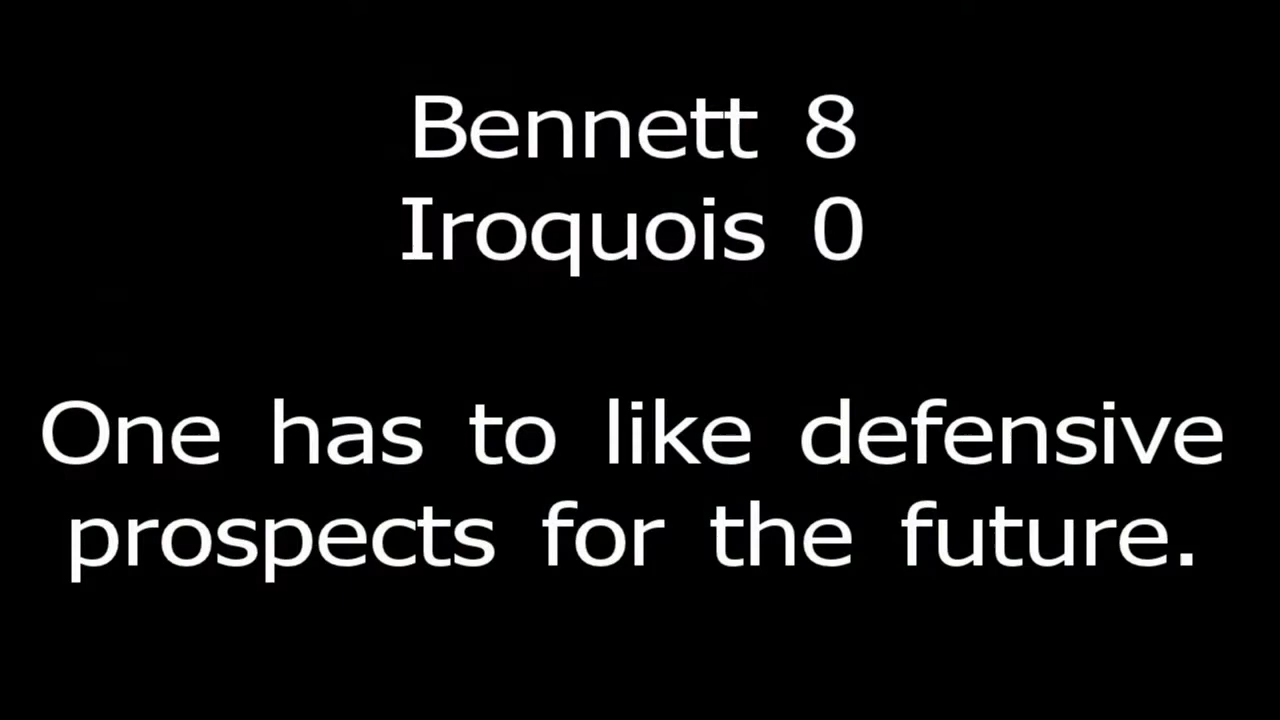 Bennett 8
Iroquois 0
One has to like defensive
prospects for the future.